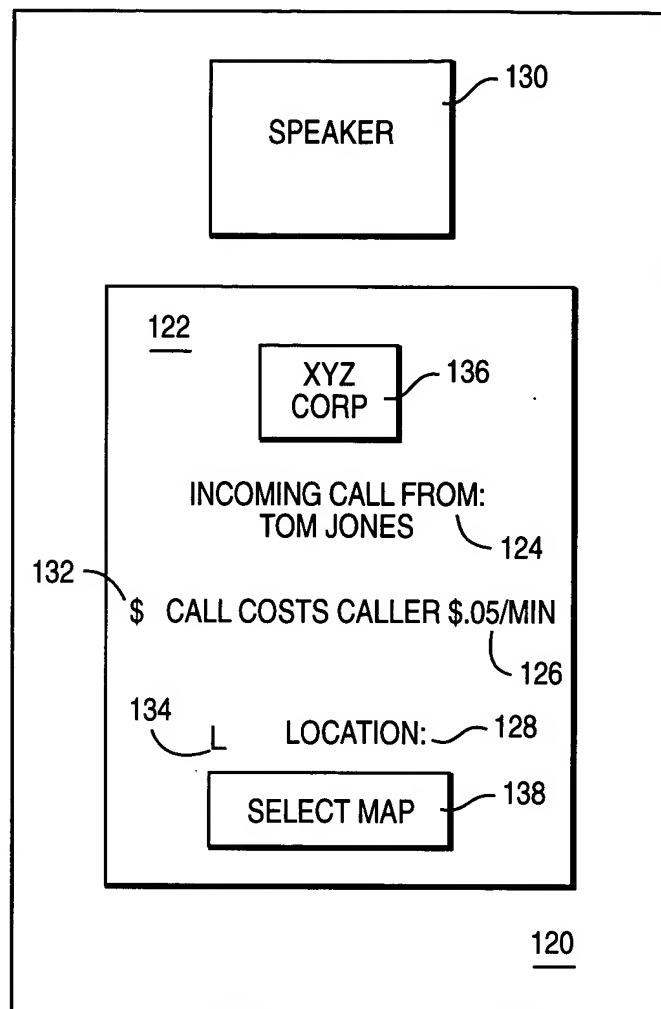 130
SPEAKER
122
XYZ
CORP
136
INCOMING CALL FROM:
TOM JONES
124
132
$ CALL COSTS CALLER $.05/MIN
126
134
L LOCATION: 128
SELECT MAP
138
120